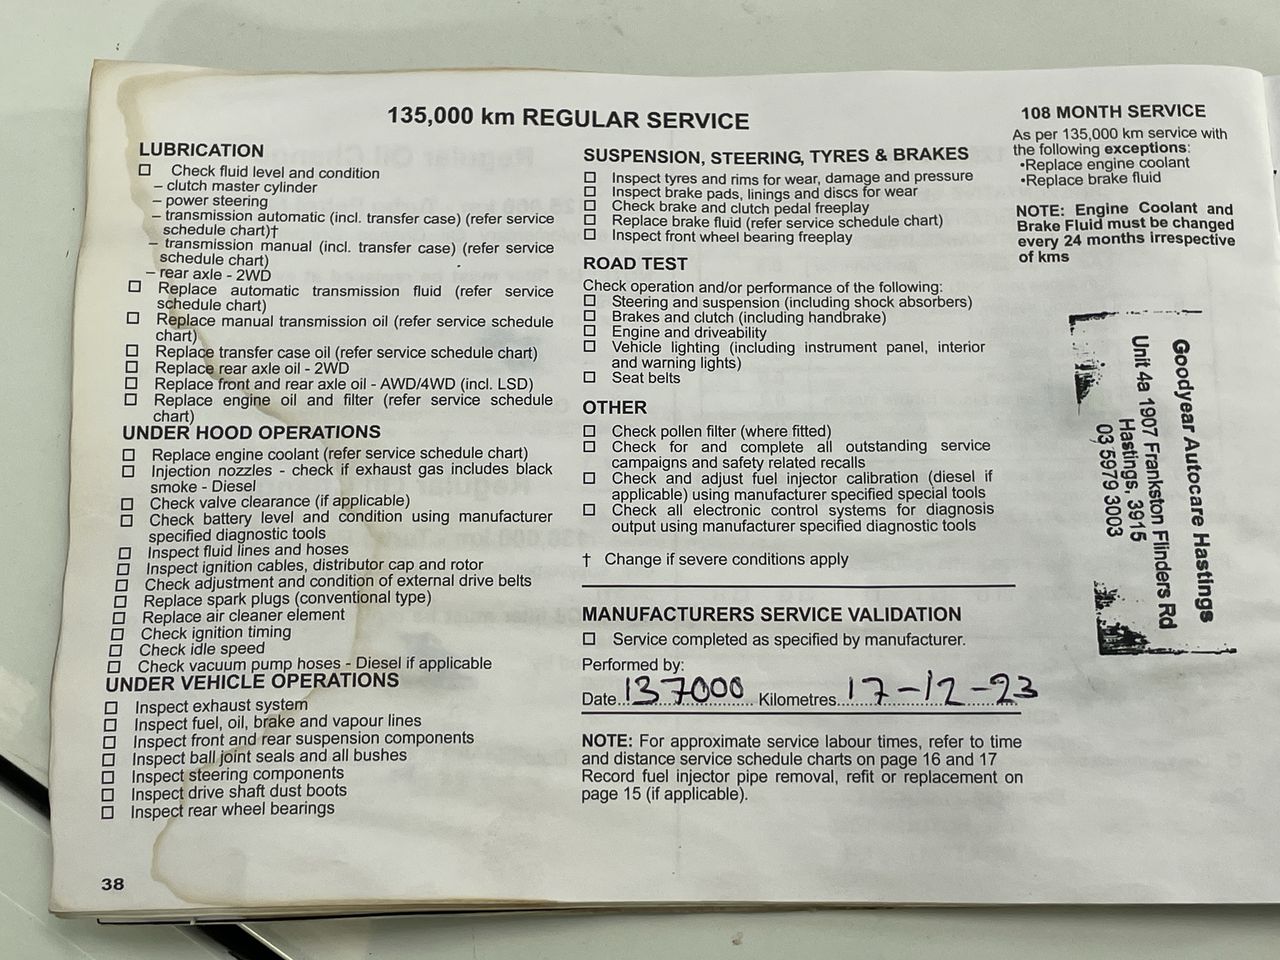 135,000 km REGULAR SERVICE
LUBRICATION
☐ Check fluid level and condition
– clutch master cylinder
– power steering
– transmission automatic (incl. transfer case) (refer service
schedule chart)†
– transmission manual (incl. transfer case) (refer service
schedule chart)
– rear axle - 2WD
☐ Replace automatic transmission fluid (refer service
schedule chart)
☐ Replace manual transmission oil (refer service schedule
chart)
☐ Replace transfer case oil (refer service schedule chart)
☐ Replace rear axle oil - 2WD
☐ Replace front and rear axle oil - AWD/4WD (incl. LSD)
☐ Replace engine oil and filter (refer service schedule
chart)
UNDER HOOD OPERATIONS
☐ Replace engine coolant (refer service schedule chart)
☐ Injection nozzles - check if exhaust gas includes black
smoke - Diesel
☐ Check valve clearance (if applicable)
☐ Check battery level and condition using manufacturer
specified diagnostic tools
☐ Inspect fluid lines and hoses
☐ Inspect ignition cables, distributor cap and rotor
☐ Check adjustment and condition of external drive belts
☐ Replace spark plugs (conventional type)
☐ Replace air cleaner element
☐ Check ignition timing
☐ Check idle speed
☐ Check vacuum pump hoses - Diesel if applicable
UNDER VEHICLE OPERATIONS
☐ Inspect exhaust system
☐ Inspect fuel, oil, brake and vapour lines
☐ Inspect front and rear suspension components
☐ Inspect ball joint seals and all bushes
☐ Inspect steering components
☐ Inspect drive shaft dust boots
☐ Inspect rear wheel bearings
38
SUSPENSION, STEERING, TYRES & BRAKES
☐ Inspect tyres and rims for wear, damage and pressure
☐ Inspect brake pads, linings and discs for wear
☐ Check brake and clutch pedal freeplay
☐ Replace brake fluid (refer service schedule chart)
☐ Inspect front wheel bearing freeplay
ROAD TEST
Check operation and/or performance of the following:
☐ Steering and suspension (including shock absorbers)
☐ Brakes and clutch (including handbrake)
☐ Engine and driveability
☐ Vehicle lighting (including instrument panel, interior
and warning lights)
☐ Seat belts
OTHER
☐ Check pollen filter (where fitted)
☐ Check for and complete all outstanding service
campaigns and safety related recalls
☐ Check and adjust fuel injector calibration (diesel if
applicable) using manufacturer specified special tools
☐ Check all electronic control systems for diagnosis
output using manufacturer specified diagnostic tools
† Change if severe conditions apply
MANUFACTURERS SERVICE VALIDATION
☐ Service completed as specified by manufacturer.
Performed by:
Date..137000 Kilometres..17-12-23
NOTE: For approximate service labour times, refer to time
and distance service schedule charts on page 16 and 17
Record fuel injector pipe removal, refit or replacement on
page 15 (if applicable).
108 MONTH SERVICE
As per 135,000 km service with
the following exceptions:
•Replace engine coolant
•Replace brake fluid
NOTE: Engine Coolant and
Brake Fluid must be changed
every 24 months irrespective
of kms
Goodyear Autocare Hastings
Unit 4a 1907 Frankston Flinders Rd
Hastings, 3915
03 5979 3003